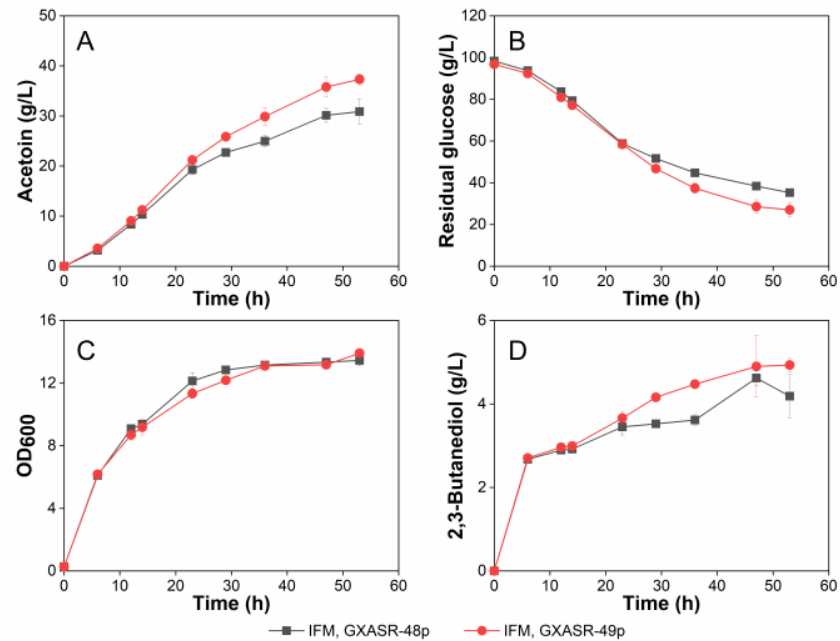 A
Acetoin (g/L)
50
40
30
20
10
0
0 10 20 30 40 50 60
Time (h)
B
Residual glucose (g/L)
120
100
80
60
40
20
0
0 10 20 30 40 50 60
Time (h)
C
OD600
16
12
8
4
0
0 10 20 30 40 50 60
Time (h)
D
2,3-Butanediol (g/L)
6
4
2
0
0 10 20 30 40 50 60
Time (h)
IFM, GXASR-48p IFM, GXASR-49p